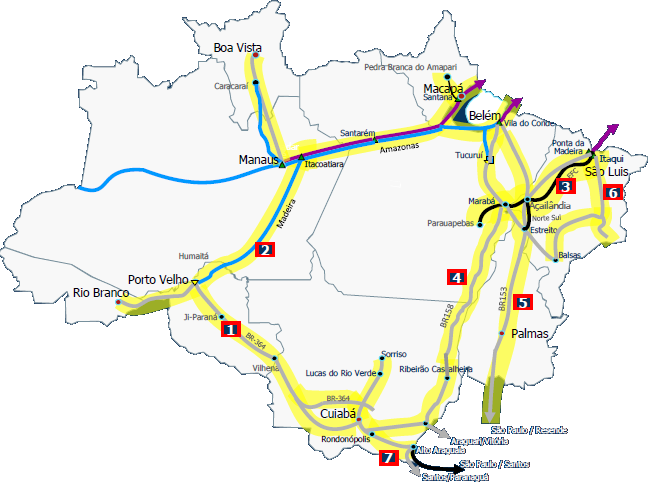 Boa Vista
Caracaraí
Pedra Branca do Amapari
Macapá
Santana
Belém
Vila do Conde
Santarém
Amazonas
Manaus
Itacoatiara
Tucuruí
Ponta da
Madeira
Itaqui
São Luis
EFC
3
6
Marabá
Açailândia
Norte Sul
Parauapebas
Estreito
Madeira
Balsas
Humaitá
2
4
Porto Velho
Rio Branco
5
BR153
BR158
Ji-Paraná
1
BR-364
Palmas
Vilhena
Sorriso
Lucas do Rio Verde
Ribeirão Cascalheira
BR-364
Cuiabá
São Paulo / Resende
Rondonópolis
Araguari/Vitória
Alto Araguaia
7
São Paulo / Santos
Santos/Paranaguá